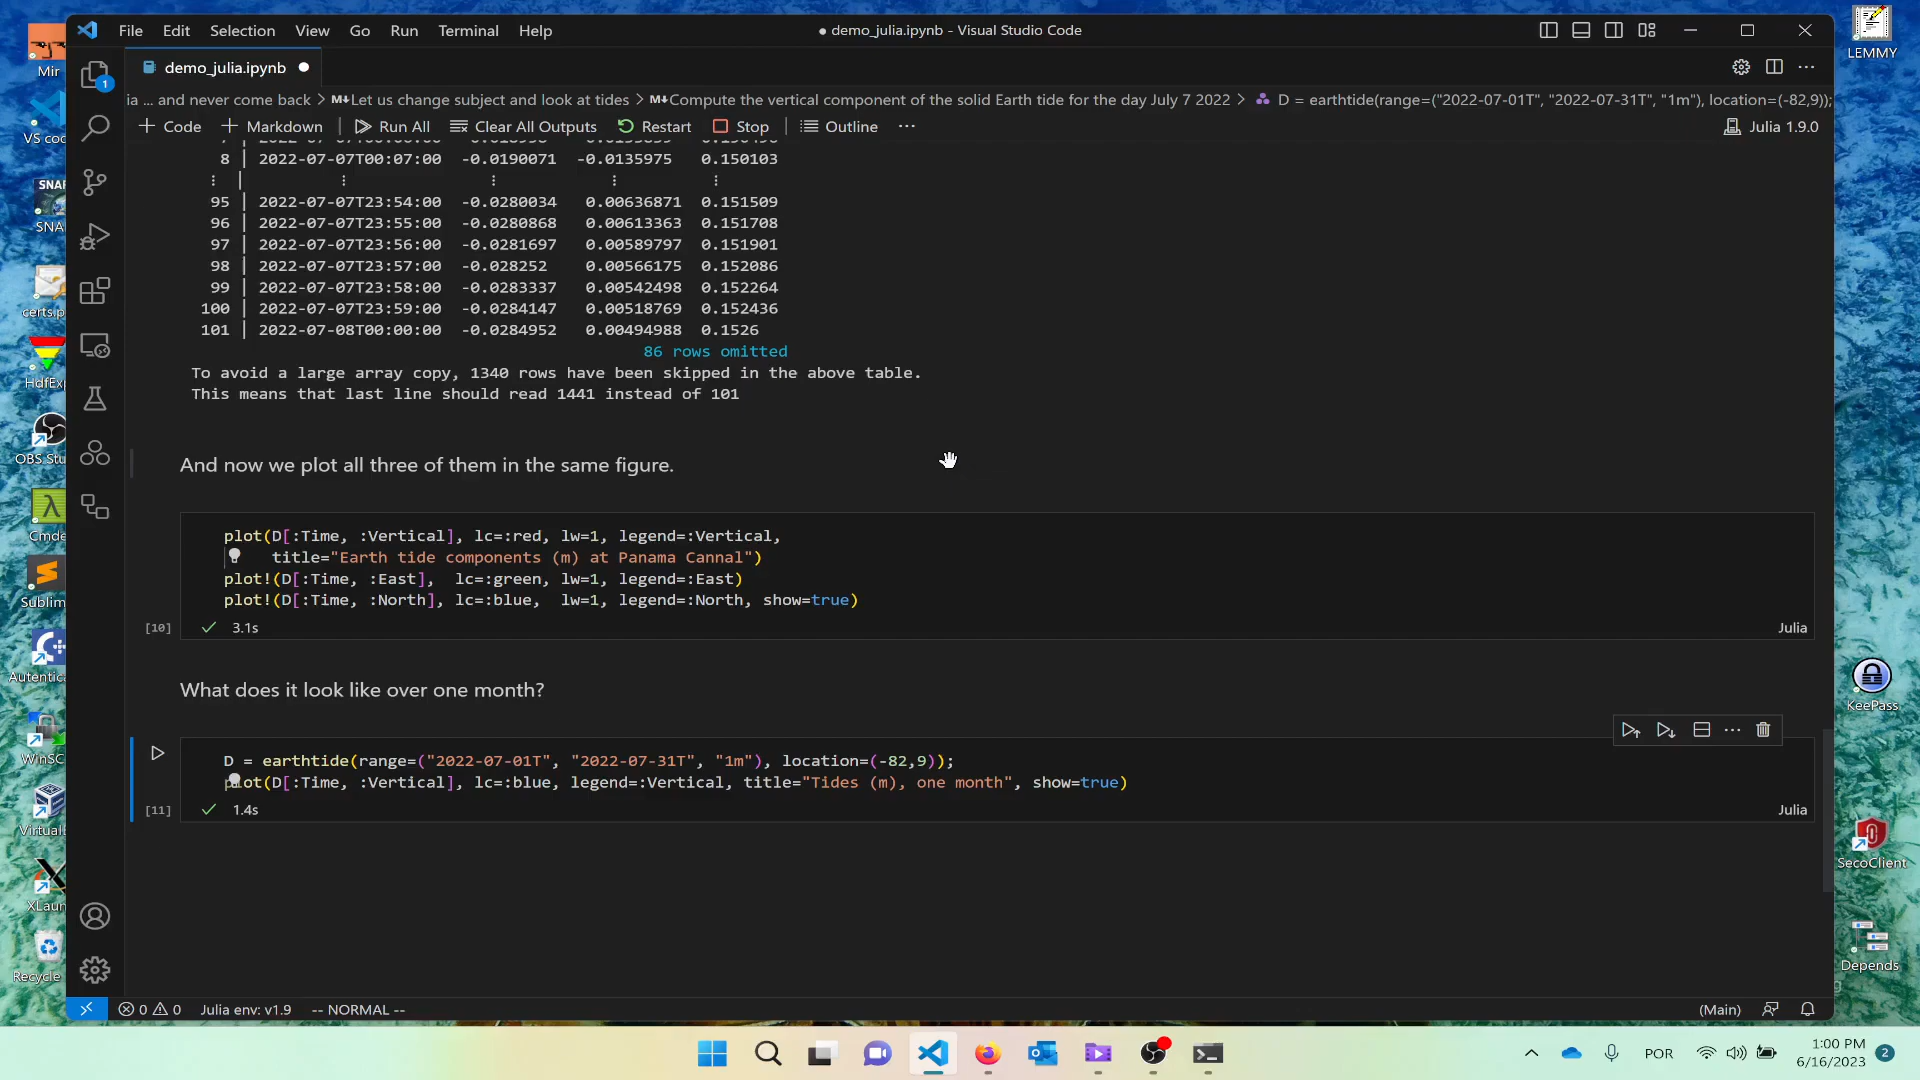 File Edit Selection View Go Run Terminal Help
● demo_julia.ipynb - Visual Studio Code
demo_julia.ipynb ●
ia ... and never come back > M↓Let us change subject and look at tides > M↓Compute the vertical component of the solid Earth tide for the day July 7 2022 > D = earthtide(range=("2022-07-01T", "2022-07-31T", "1m"), location=(-82,9));
+ Code + Markdown | Run All Clear All Outputs Restart Stop | Outline ...
Julia 1.9.0
8 | 2022-07-07T00:07:00 -0.0190071 -0.0135975 0.150103
⋮ | ⋮ ⋮ ⋮ ⋮
95 | 2022-07-07T23:54:00 -0.0280034 0.00636871 0.151509
96 | 2022-07-07T23:55:00 -0.0280868 0.00613363 0.151708
97 | 2022-07-07T23:56:00 -0.0281697 0.00589797 0.151901
98 | 2022-07-07T23:57:00 -0.028252 0.00566175 0.152086
99 | 2022-07-07T23:58:00 -0.0283337 0.00542498 0.152264
100 | 2022-07-07T23:59:00 -0.0284147 0.00518769 0.152436
101 | 2022-07-08T00:00:00 -0.0284952 0.00494988 0.1526
86 rows omitted
To avoid a large array copy, 1340 rows have been skipped in the above table.
This means that last line should read 1441 instead of 101
And now we plot all three of them in the same figure.
plot(D[:Time, :Vertical], lc=:red, lw=1, legend=:Vertical,
title="Earth tide components (m) at Panama Cannal")
plot!(D[:Time, :East], lc=:green, lw=1, legend=:East)
plot!(D[:Time, :North], lc=:blue, lw=1, legend=:North, show=true)
[10] ✓ 3.1s
Julia
What does it look like over one month?
D = earthtide(range=("2022-07-01T", "2022-07-31T", "1m"), location=(-82,9));
plot(D[:Time, :Vertical], lc=:blue, legend=:Vertical, title="Tides (m), one month", show=true)
[11] ✓ 1.4s
Julia
0 0 Julia env: v1.9 -- NORMAL --
(Main)
1
Mir
VS coo
SNAP
SNA
certs.p
HdfExp
OBS Stu
Cmde
Sublim
Autentica
WinSC
Virtual
XLaun
Recycle
LEMMY
KeePass
SecoClient
Depends
POR
1:00 PM
6/16/2023
2